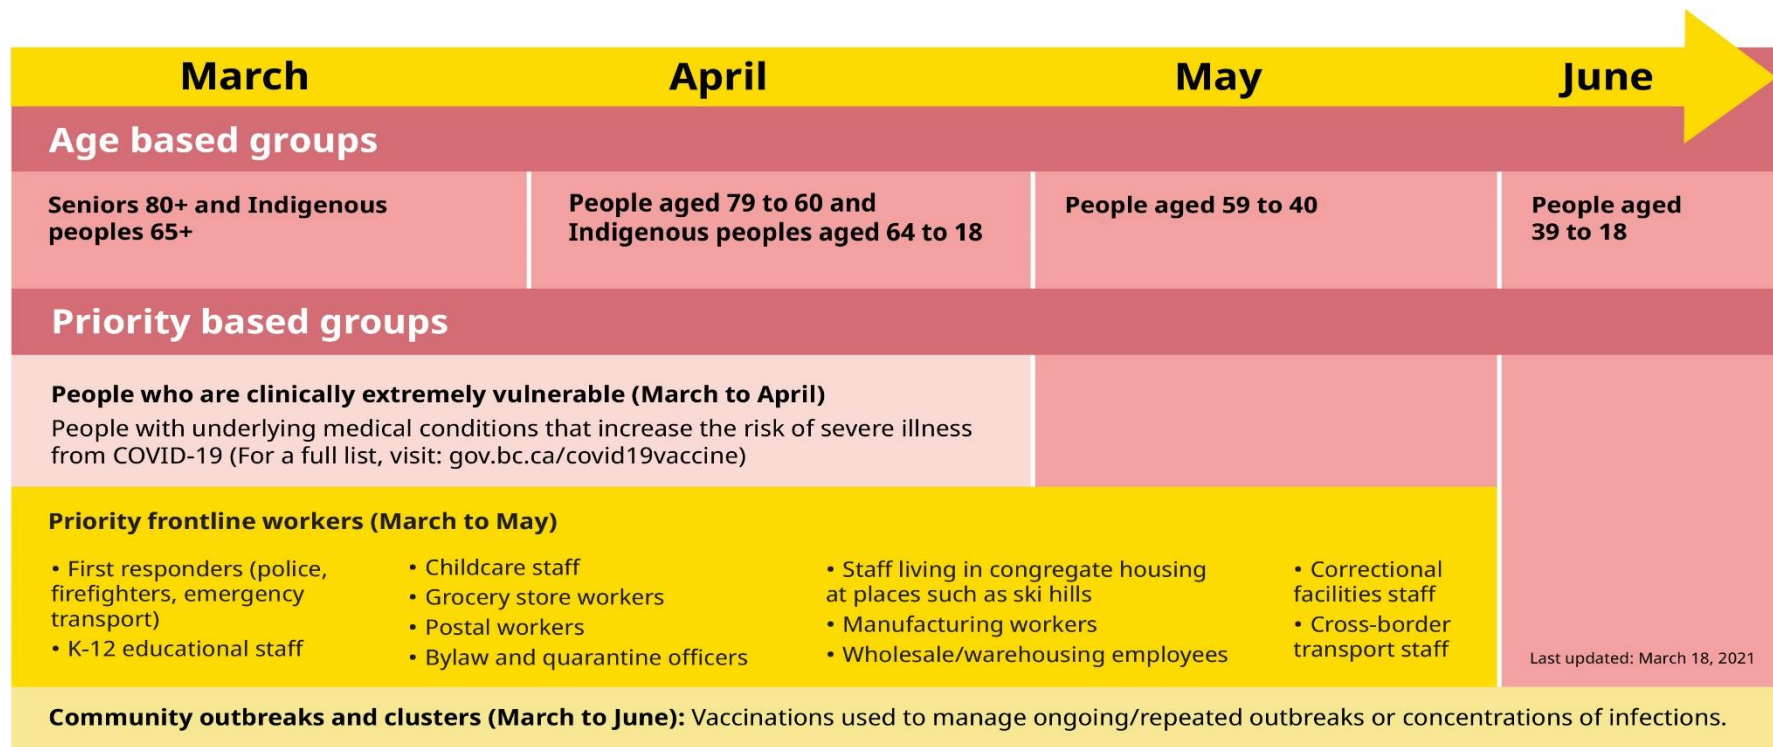 March
April
May
June
Age based groups
Seniors 80+ and Indigenous
peoples 65+
People aged 79 to 60 and
Indigenous peoples aged 64 to 18
People aged 59 to 40
People aged
39 to 18
Priority based groups
People who are clinically extremely vulnerable (March to April)
People with underlying medical conditions that increase the risk of severe illness
from COVID-19 (For a full list, visit: gov.bc.ca/covid19vaccine)
Priority frontline workers (March to May)
• First responders (police,
firefighters, emergency
transport)
• K-12 educational staff
• Childcare staff
• Grocery store workers
• Postal workers
• Bylaw and quarantine officers
• Staff living in congregate housing
at places such as ski hills
• Manufacturing workers
• Wholesale/warehousing employees
• Correctional
facilities staff
• Cross-border
transport staff
Last updated: March 18, 2021
Community outbreaks and clusters (March to June): Vaccinations used to manage ongoing/repeated outbreaks or concentrations of infections.